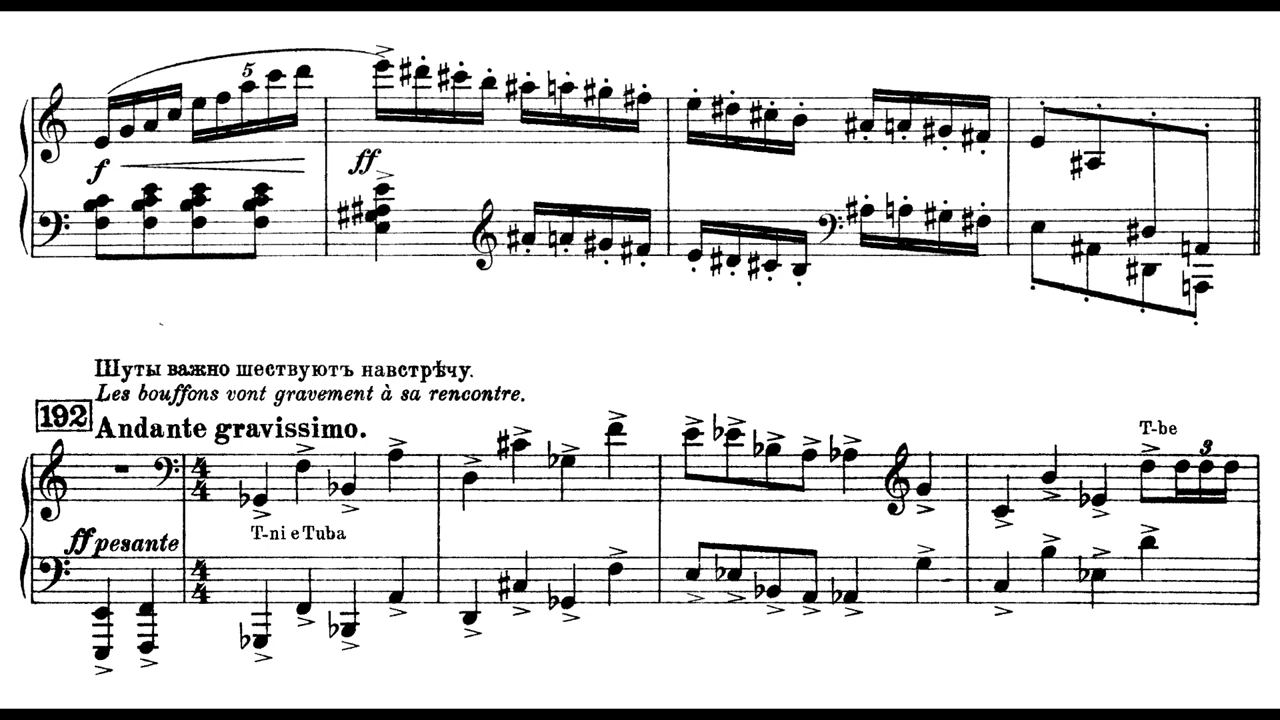 5
f
ff
Шуты важно шествуютъ навстрѣчу.
Les bouffons vont gravement à sa rencontre.
192 Andante gravissimo.
T-be
3
4 4
ff pesante
T-ni e Tuba
4 4